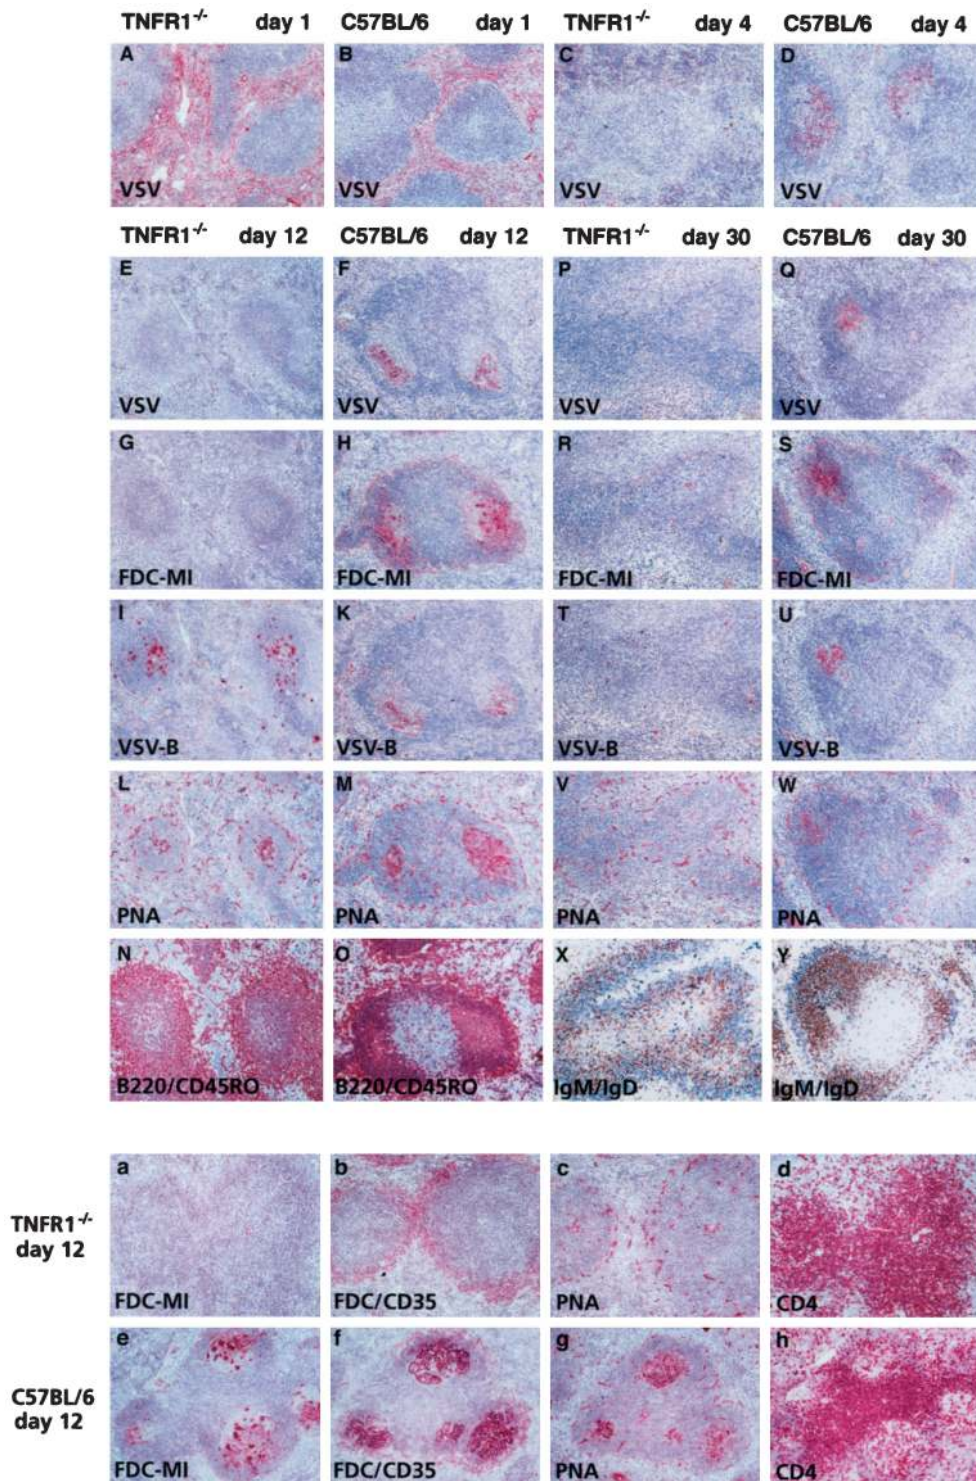 TNFR1-/- day 1 C57BL/6 day 1 TNFR1-/- day 4 C57BL/6 day 4
A B C D
VSV VSV VSV VSV
TNFR1-/- day 12 C57BL/6 day 12 TNFR1-/- day 30 C57BL/6 day 30
E F P Q
VSV VSV VSV VSV
G H R S
FDC-MI FDC-MI FDC-MI FDC-MI
I K T U
VSV-B VSV-B VSV-B VSV-B
L M V W
PNA PNA PNA PNA
N O X Y
B220/CD45RO B220/CD45RO IgM/IgD IgM/IgD
a b c d
TNFR1-/-
day 12
FDC-MI FDC/CD35 PNA CD4
e f g h
C57BL/6
day 12
FDC-MI FDC/CD35 PNA CD4